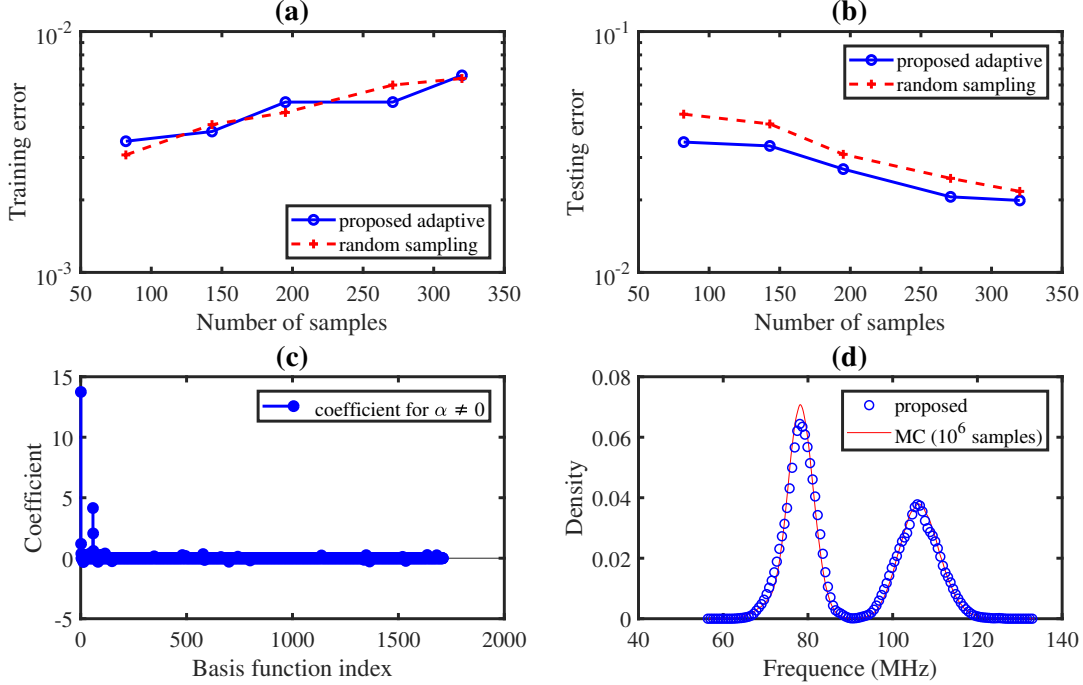 (a)
10^-2
10^-3
Training error
proposed adaptive
random sampling
50 100 150 200 250 300 350
Number of samples
(b)
10^-1
10^-2
Testing error
proposed adaptive
random sampling
50 100 150 200 250 300 350
Number of samples
(c)
15
10
5
0
-5
Coefficient
coefficient for α ≠ 0
0 500 1000 1500 2000
Basis function index
(d)
0.08
0.06
0.04
0.02
0
Density
proposed
MC (10^6 samples)
40 60 80 100 120 140
Frequence (MHz)